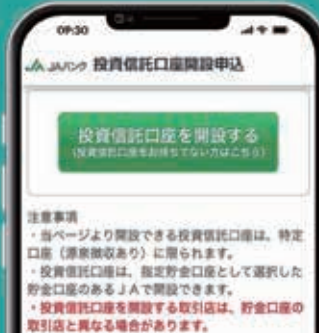 09:30
JA JAバンク 投資信託口座開設申込
投資信託口座を開設する
(投資信託口座をお持ちでない方はこちら)
注意事項
・当ページより開設できる投資信託口座は、特定
口座（源泉徴収あり）に限られます。
・投資信託口座は、指定貯金口座として選択した
貯金口座のあるＪＡで開設できます。
・投資信託口座を開設する取引店は、貯金口座の
取引店と異なる場合があります。